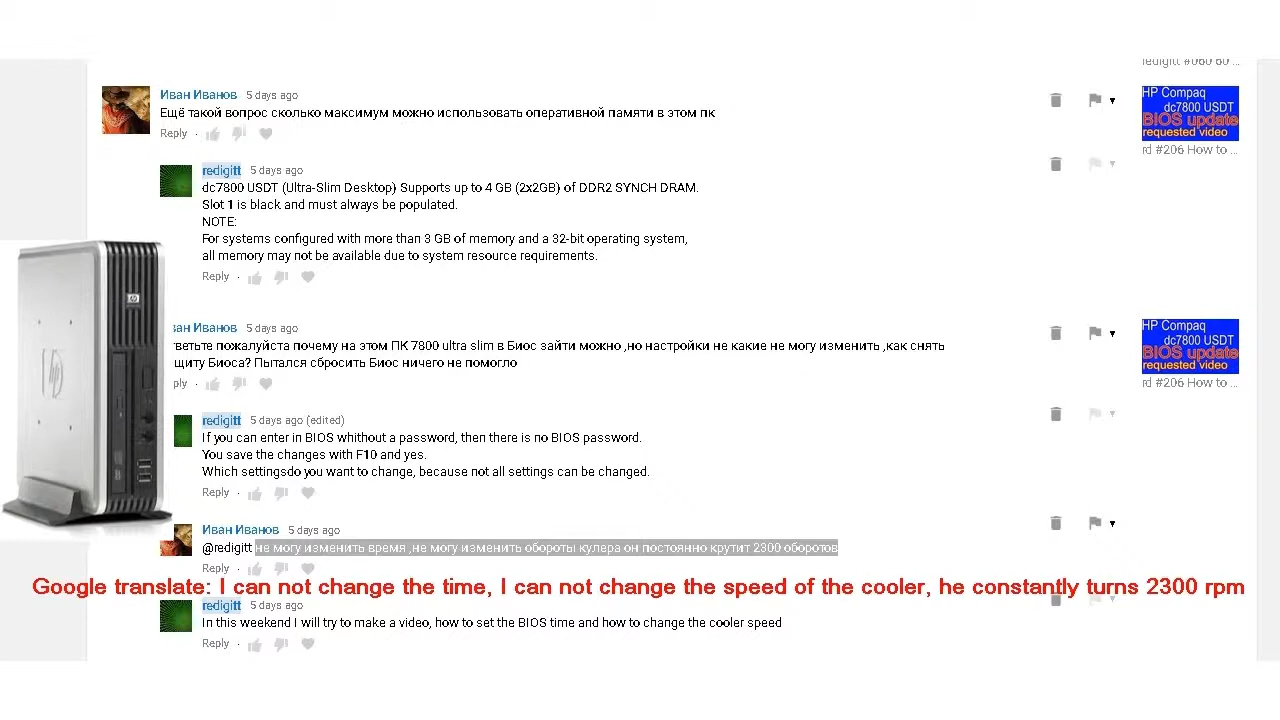 redigitt #060 60 ...
Иван Иванов 5 days ago
Ещё такой вопрос сколько максимум можно использовать оперативной памяти в этом пк
Reply
HP Compaq
dc7800 USDT
BIOS update
requested video
rd #206 How to ...
redigitt 5 days ago
dc7800 USDT (Ultra-Slim Desktop) Supports up to 4 GB (2x2GB) of DDR2 SYNCH DRAM.
Slot 1 is black and must always be populated.
NOTE:
For systems configured with more than 3 GB of memory and a 32-bit operating system,
all memory may not be available due to system resource requirements.
Reply
ван Иванов 5 days ago
тветьте пожалуйста почему на этом ПК 7800 ultra slim в Биос зайти можно ,но настройки не какие не могу изменить ,как снять
щиту Биоса? Пытался сбросить Биос ничего не помогло
ply
HP Compaq
dc7800 USDT
BIOS update
requested video
rd #206 How to ...
redigitt 5 days ago (edited)
If you can enter in BIOS whithout a password, then there is no BIOS password.
You save the changes with F10 and yes.
Which settingsdo you want to change, because not all settings can be changed.
Reply
Иван Иванов 5 days ago
@redigitt не могу изменить время ,не могу изменить обороты кулера он постоянно крутит 2300 оборотов
Reply
Google translate: I can not change the time, I can not change the speed of the cooler, he constantly turns 2300 rpm
redigitt 5 days ago
In this weekend I will try to make a video, how to set the BIOS time and how to change the cooler speed
Reply
hp